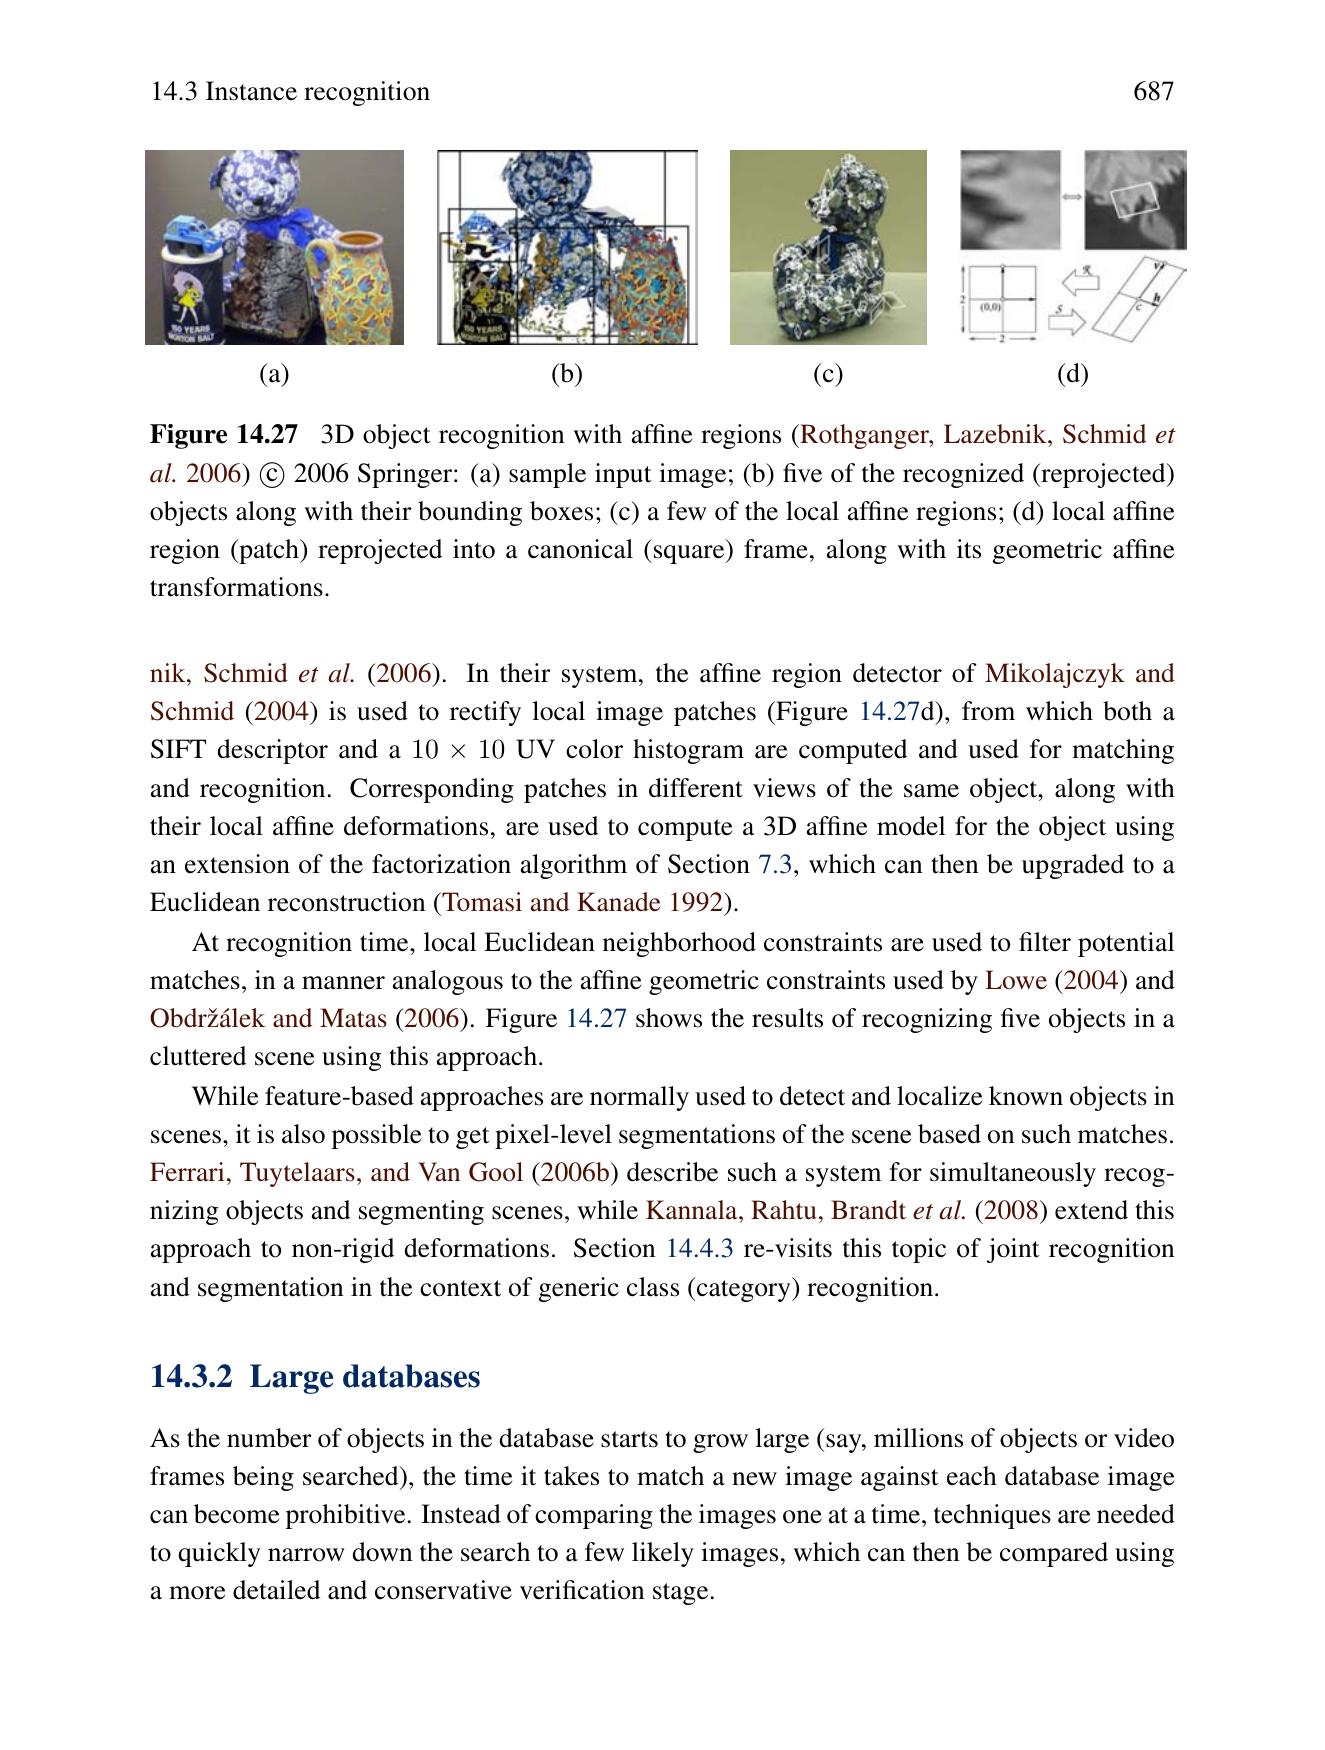 14.3 Instance recognition 687
150 YEARS
MORTON SALT
150 YEARS
MORTON SALT
2
(0,0)
2
R
S
v
h
c
(a) (b) (c) (d)
Figure 14.27 3D object recognition with affine regions (Rothganger, Lazebnik, Schmid et
al. 2006) © 2006 Springer: (a) sample input image; (b) five of the recognized (reprojected)
objects along with their bounding boxes; (c) a few of the local affine regions; (d) local affine
region (patch) reprojected into a canonical (square) frame, along with its geometric affine
transformations.
nik, Schmid et al. (2006). In their system, the affine region detector of Mikolajczyk and
Schmid (2004) is used to rectify local image patches (Figure 14.27d), from which both a
SIFT descriptor and a 10 × 10 UV color histogram are computed and used for matching
and recognition. Corresponding patches in different views of the same object, along with
their local affine deformations, are used to compute a 3D affine model for the object using
an extension of the factorization algorithm of Section 7.3, which can then be upgraded to a
Euclidean reconstruction (Tomasi and Kanade 1992).
At recognition time, local Euclidean neighborhood constraints are used to filter potential
matches, in a manner analogous to the affine geometric constraints used by Lowe (2004) and
Obdržálek and Matas (2006). Figure 14.27 shows the results of recognizing five objects in a
cluttered scene using this approach.
While feature-based approaches are normally used to detect and localize known objects in
scenes, it is also possible to get pixel-level segmentations of the scene based on such matches.
Ferrari, Tuytelaars, and Van Gool (2006b) describe such a system for simultaneously recog-
nizing objects and segmenting scenes, while Kannala, Rahtu, Brandt et al. (2008) extend this
approach to non-rigid deformations. Section 14.4.3 re-visits this topic of joint recognition
and segmentation in the context of generic class (category) recognition.
14.3.2 Large databases
As the number of objects in the database starts to grow large (say, millions of objects or video
frames being searched), the time it takes to match a new image against each database image
can become prohibitive. Instead of comparing the images one at a time, techniques are needed
to quickly narrow down the search to a few likely images, which can then be compared using
a more detailed and conservative verification stage.